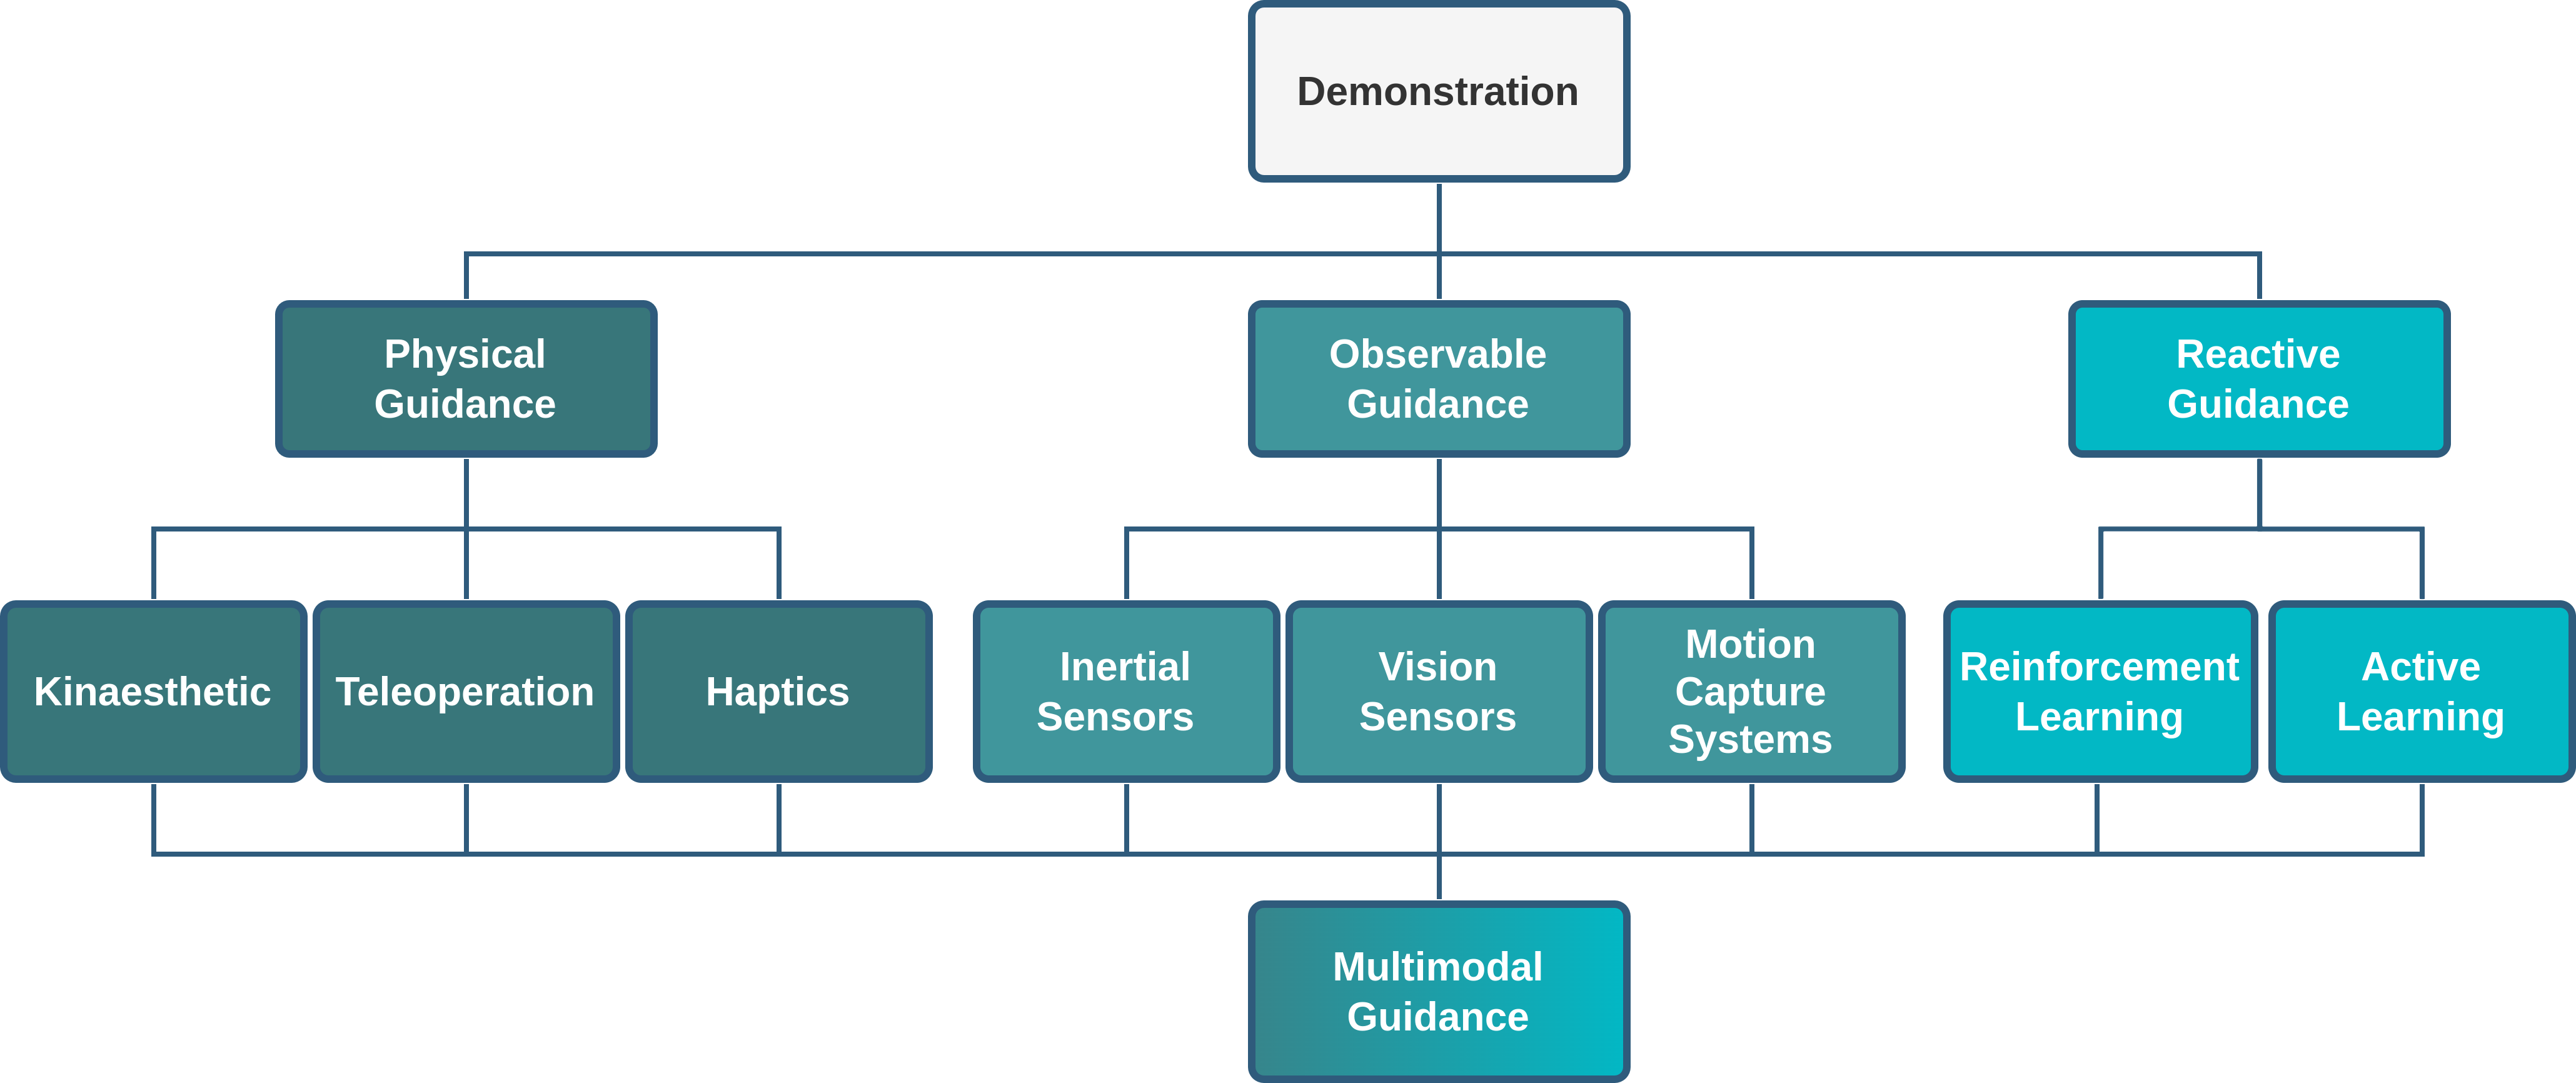 Demonstration
Physical
Guidance
Observable
Guidance
Reactive
Guidance
Kinaesthetic
Teleoperation
Haptics
Inertial
Sensors
Vision
Sensors
Motion
Capture
Systems
Reinforcement
Learning
Active
Learning
Multimodal
Guidance